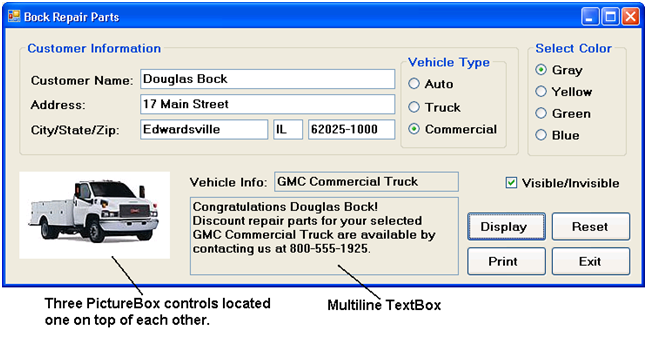 Bock Repair Parts
Customer Information
Customer Name: Douglas Bock
Address: 17 Main Street
City/State/Zip: Edwardsville IL 62025-1000
Vehicle Type
Auto
Truck
Commercial
Select Color
Gray
Yellow
Green
Blue
Vehicle Info: GMC Commercial Truck
Visible/Invisible
Congratulations Douglas Bock!
Discount repair parts for your selected
GMC Commercial Truck are available by
contacting us at 800-555-1925.
Display Reset
Print Exit
Three PictureBox controls located
one on top of each other.
Multiline TextBox